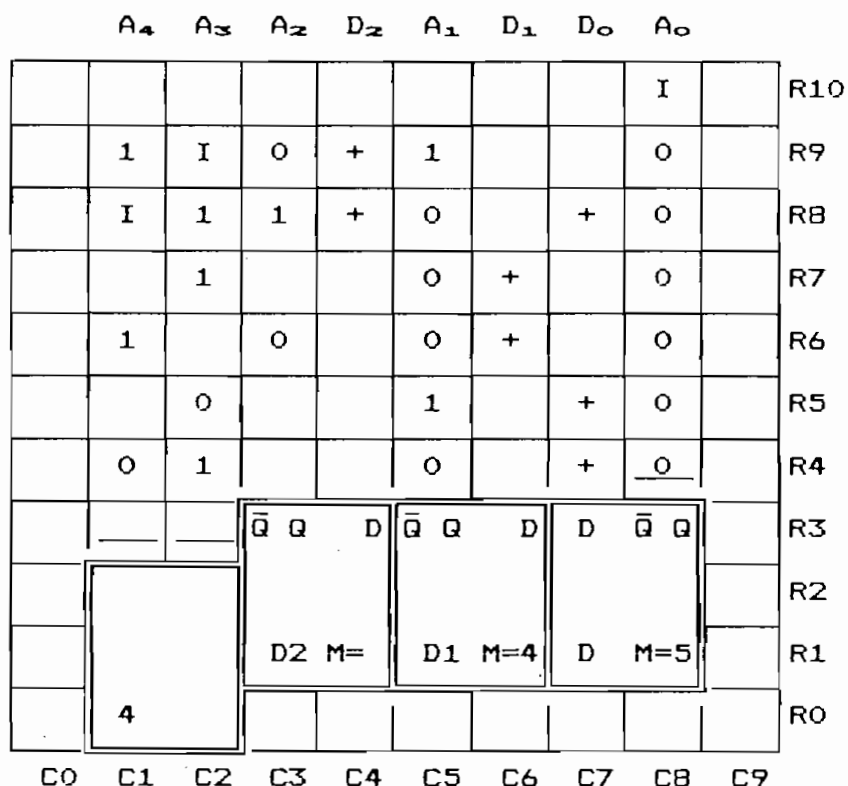 A₄ A₃ A₂ D₂ A₁ D₁ D₀ A₀
I R10
1 I 0 + 1 0 R9
I 1 1 + 0 + 0 R8
1 0 + 0 R7
1 0 0 + 0 R6
0 1 + 0 R5
0 1 0 + 0 R4
Q̅ Q D Q̅ Q D D Q̅ Q R3
R2
D2 M= D1 M=4 D M=5 R1
4 R0
C0 C1 C2 C3 C4 C5 C6 C7 C8 C9